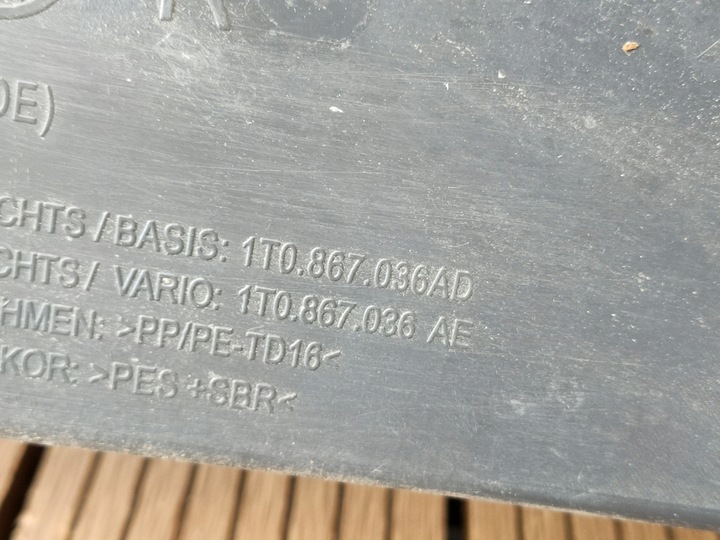 DE)
CHTS / BASIS: 1T0.867.036AD
CHTS / VARIO: 1T0.867.036 AE
HMEN: >PP/PE-TD16<
KOR: >PES +SBR<